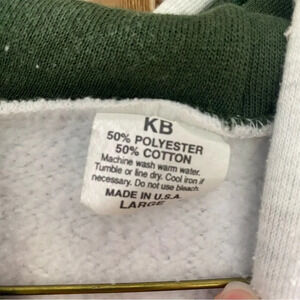 KB
50% POLYESTER
50% COTTON
Machine wash warm water.
Tumble or line dry. Cool iron if
necessary. Do not use bleach.
MADE IN U.S.A.
LARGE